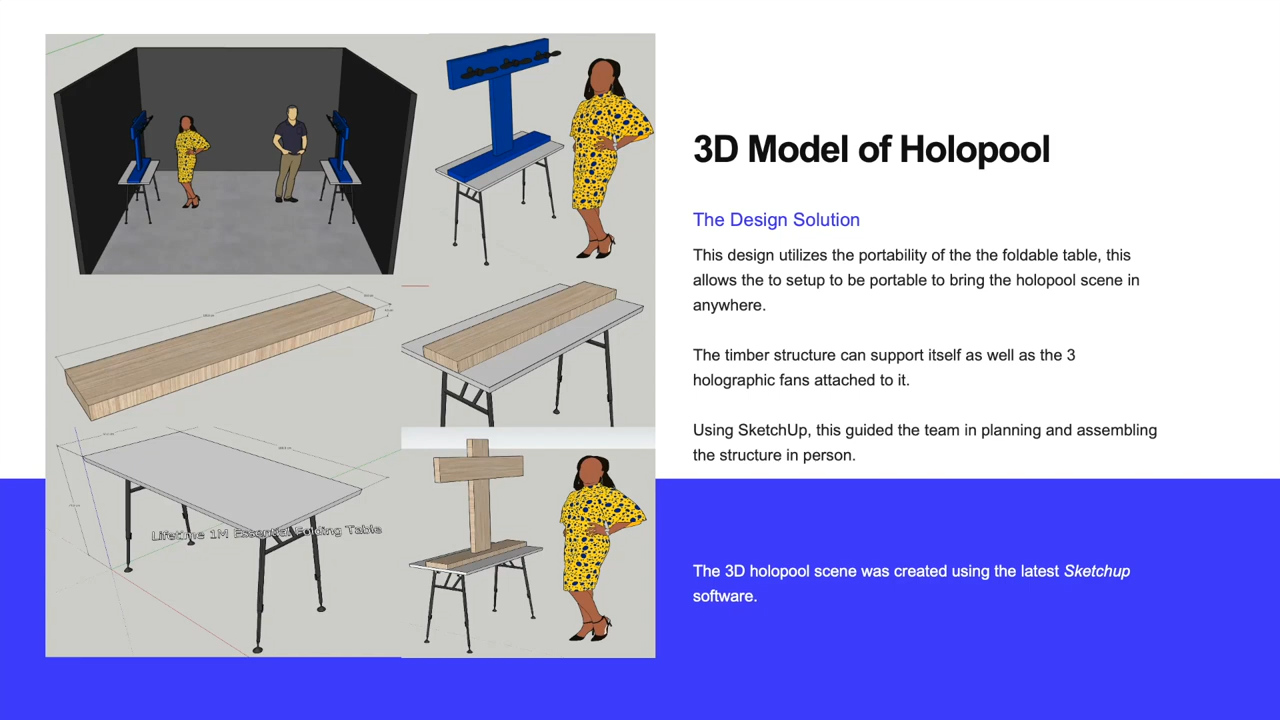 3D Model of Holopool
The Design Solution
This design utilizes the portability of the the foldable table, this
allows the to setup to be portable to bring the holopool scene in
anywhere.
The timber structure can support itself as well as the 3
holographic fans attached to it.
Using SketchUp, this guided the team in planning and assembling
the structure in person.
The 3D holopool scene was created using the latest Sketchup
software.
Lifetime 1M Essential Folding Table